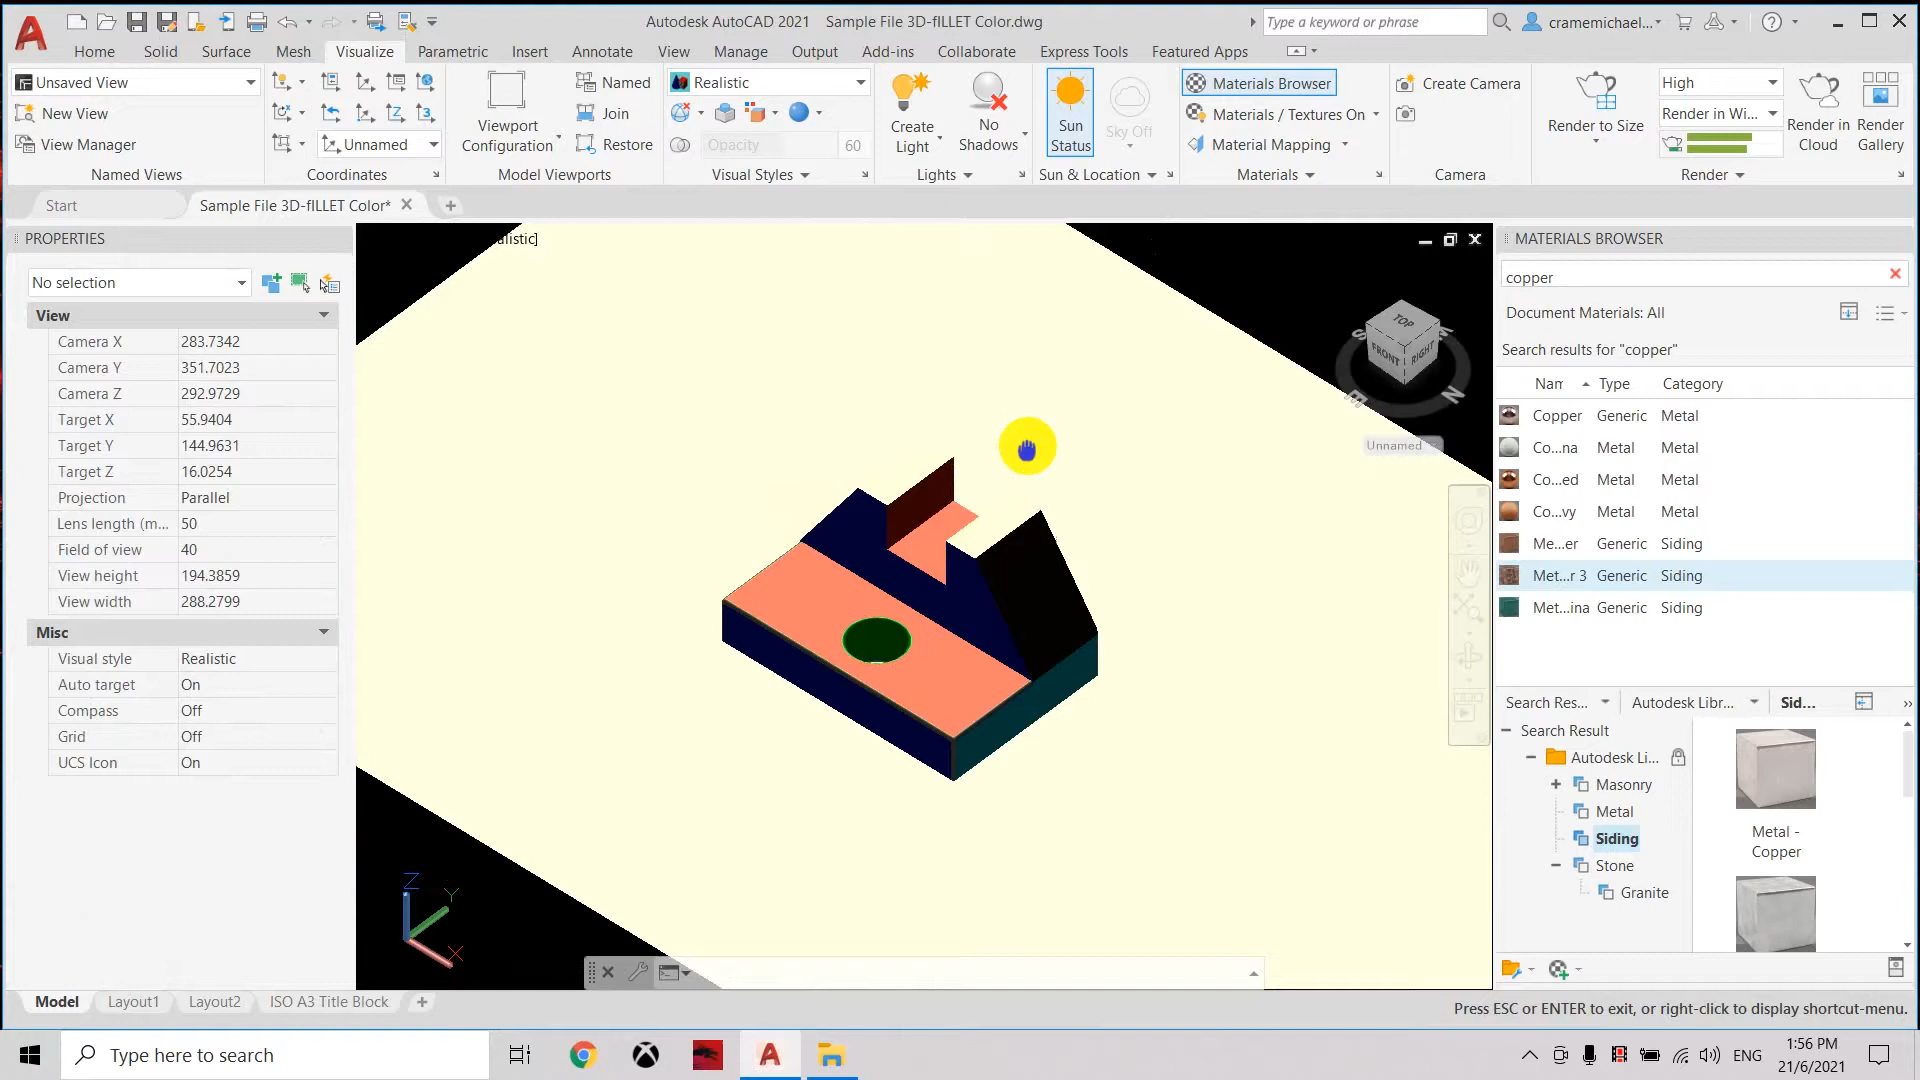 Autodesk AutoCAD 2021 Sample File 3D-fILLET Color.dwg
Type a keyword or phrase
cramemichael...
Home Solid Surface Mesh Visualize Parametric Insert Annotate View Manage Output Add-ins Collaborate Express Tools Featured Apps
Unsaved View
New View
View Manager
Named Views
Unnamed
Coordinates
Viewport
Configuration
Named
Join
Restore
Model Viewports
Realistic
Opacity 60
Visual Styles
Create
Light
No
Shadows
Lights
Sun
Status
Sky Off
Sun & Location
Materials Browser
Materials / Textures On
Material Mapping
Materials
Create Camera
Camera
Render to Size
High
Render in Wi...
Render in
Cloud
Render
Gallery
Render
Start
Sample File 3D-fILLET Color*
PROPERTIES
No selection
View
Camera X 283.7342
Camera Y 351.7023
Camera Z 292.9729
Target X 55.9404
Target Y 144.9631
Target Z 16.0254
Projection Parallel
Lens length (m... 50
Field of view 40
View height 194.3859
View width 288.2799
Misc
Visual style Realistic
Auto target On
Compass Off
Grid Off
UCS Icon On
alistic]
TOP
FRONT
RIGHT
S
E
N
Unnamed
Z
Y
X
MATERIALS BROWSER
copper
Document Materials: All
Search results for "copper"
Nam Type Category
Copper Generic Metal
Co...na Metal Metal
Co...ed Metal Metal
Co...vy Metal Metal
Me...er Generic Siding
Met...r 3 Generic Siding
Met...ina Generic Siding
Search Res...
Autodesk Libr...
Sid...
Search Result
Autodesk Li...
Masonry
Metal
Siding
Stone
Granite
Metal -
Copper
Model Layout1 Layout2 ISO A3 Title Block
Press ESC or ENTER to exit, or right-click to display shortcut-menu.
Type here to search
ENG
1:56 PM
21/6/2021